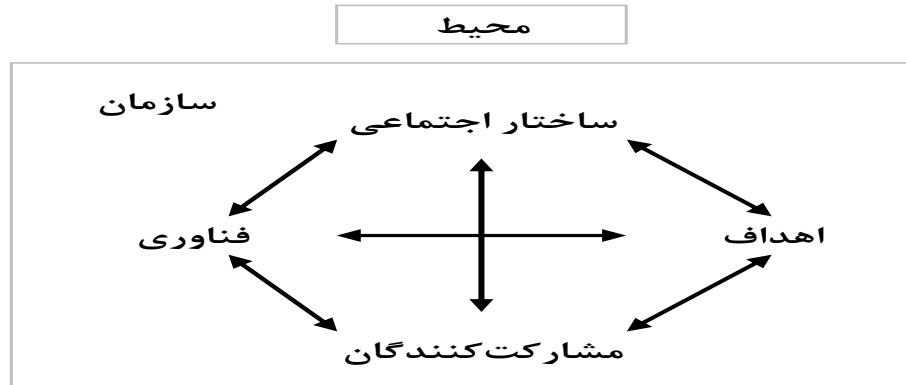 محیط
سازمان
ساختار اجتماعی
اهداف
فناوری
مشارکت‌کنندگان